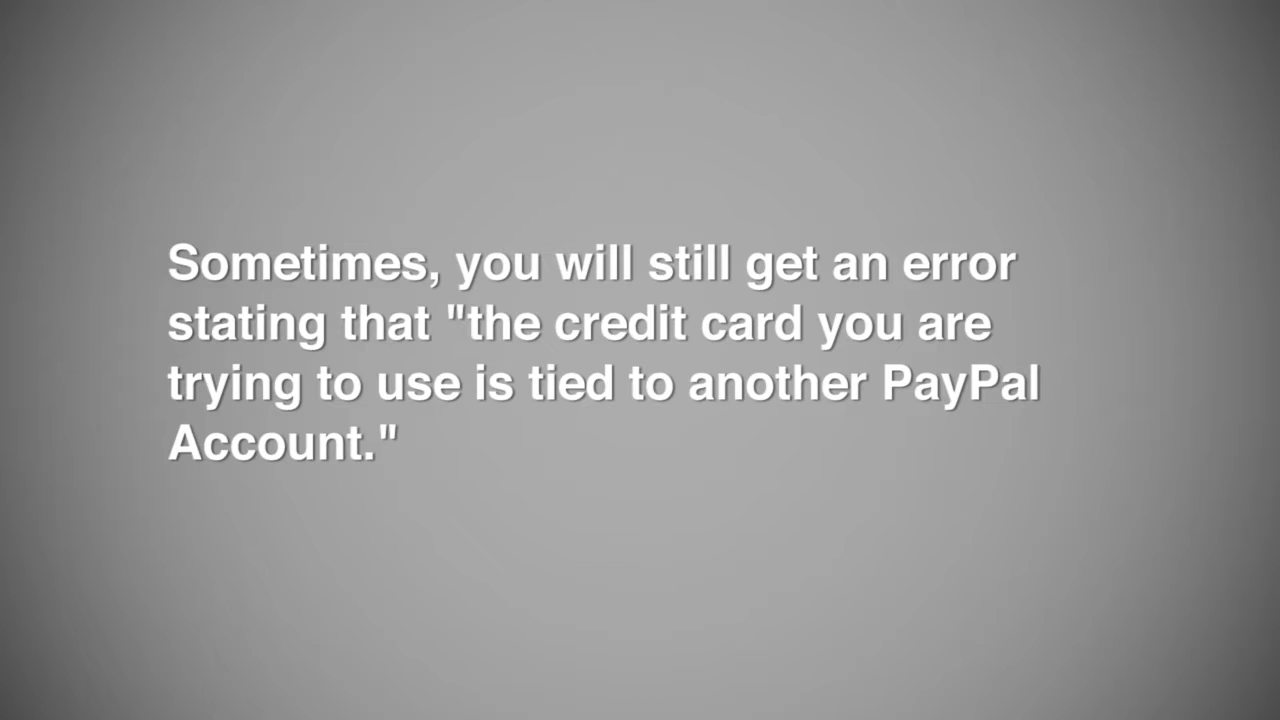 Sometimes, you will still get an error
stating that "the credit card you are
trying to use is tied to another PayPal
Account."